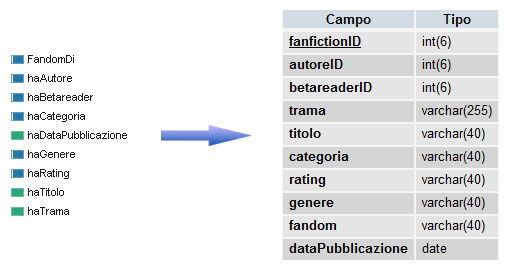 FandomDi
haAutore
haBetareader
haCategoria
haDataPubblicazione
haGenere
haRating
haTitolo
haTrama
Campo Tipo
fanfictionID int(6)
autoreID int(6)
betareaderID int(6)
trama varchar(255)
titolo varchar(40)
categoria varchar(40)
rating varchar(40)
genere varchar(40)
fandom varchar(40)
dataPubblicazione date